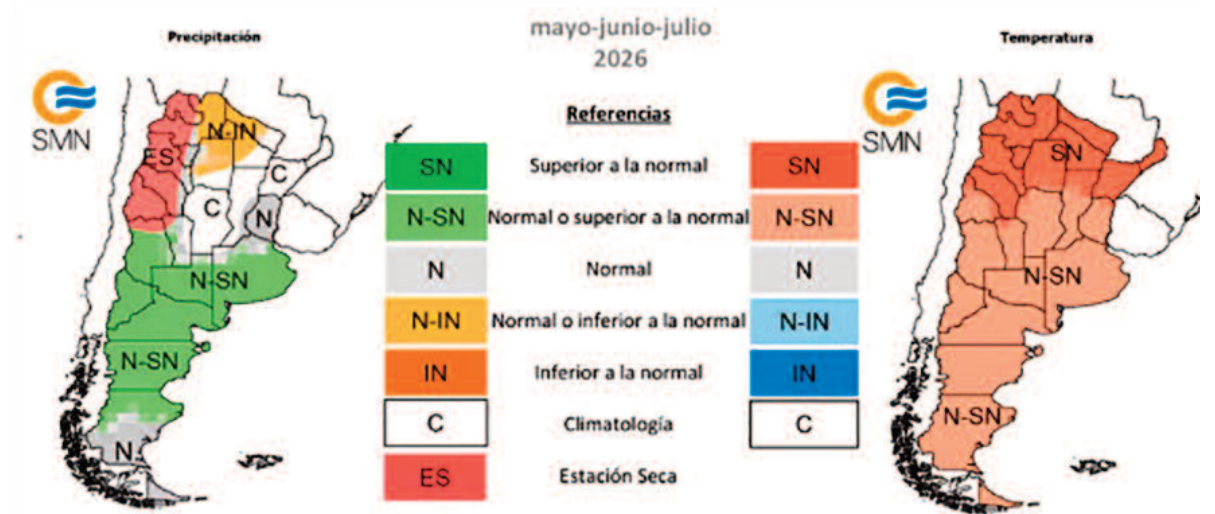 mayo-junio-julio
2026
Precipitación
Temperatura
SMN
SMN
Referencias
SN Superior a la normal SN
N-SN Normal o superior a la normal N-SN
N Normal N
N-IN Normal o inferior a la normal N-IN
IN Inferior a la normal IN
C Climatología C
ES Estación Seca
N-IN
ES
C
C
N
N-SN
N-SN
N
SN
N-SN
N-SN